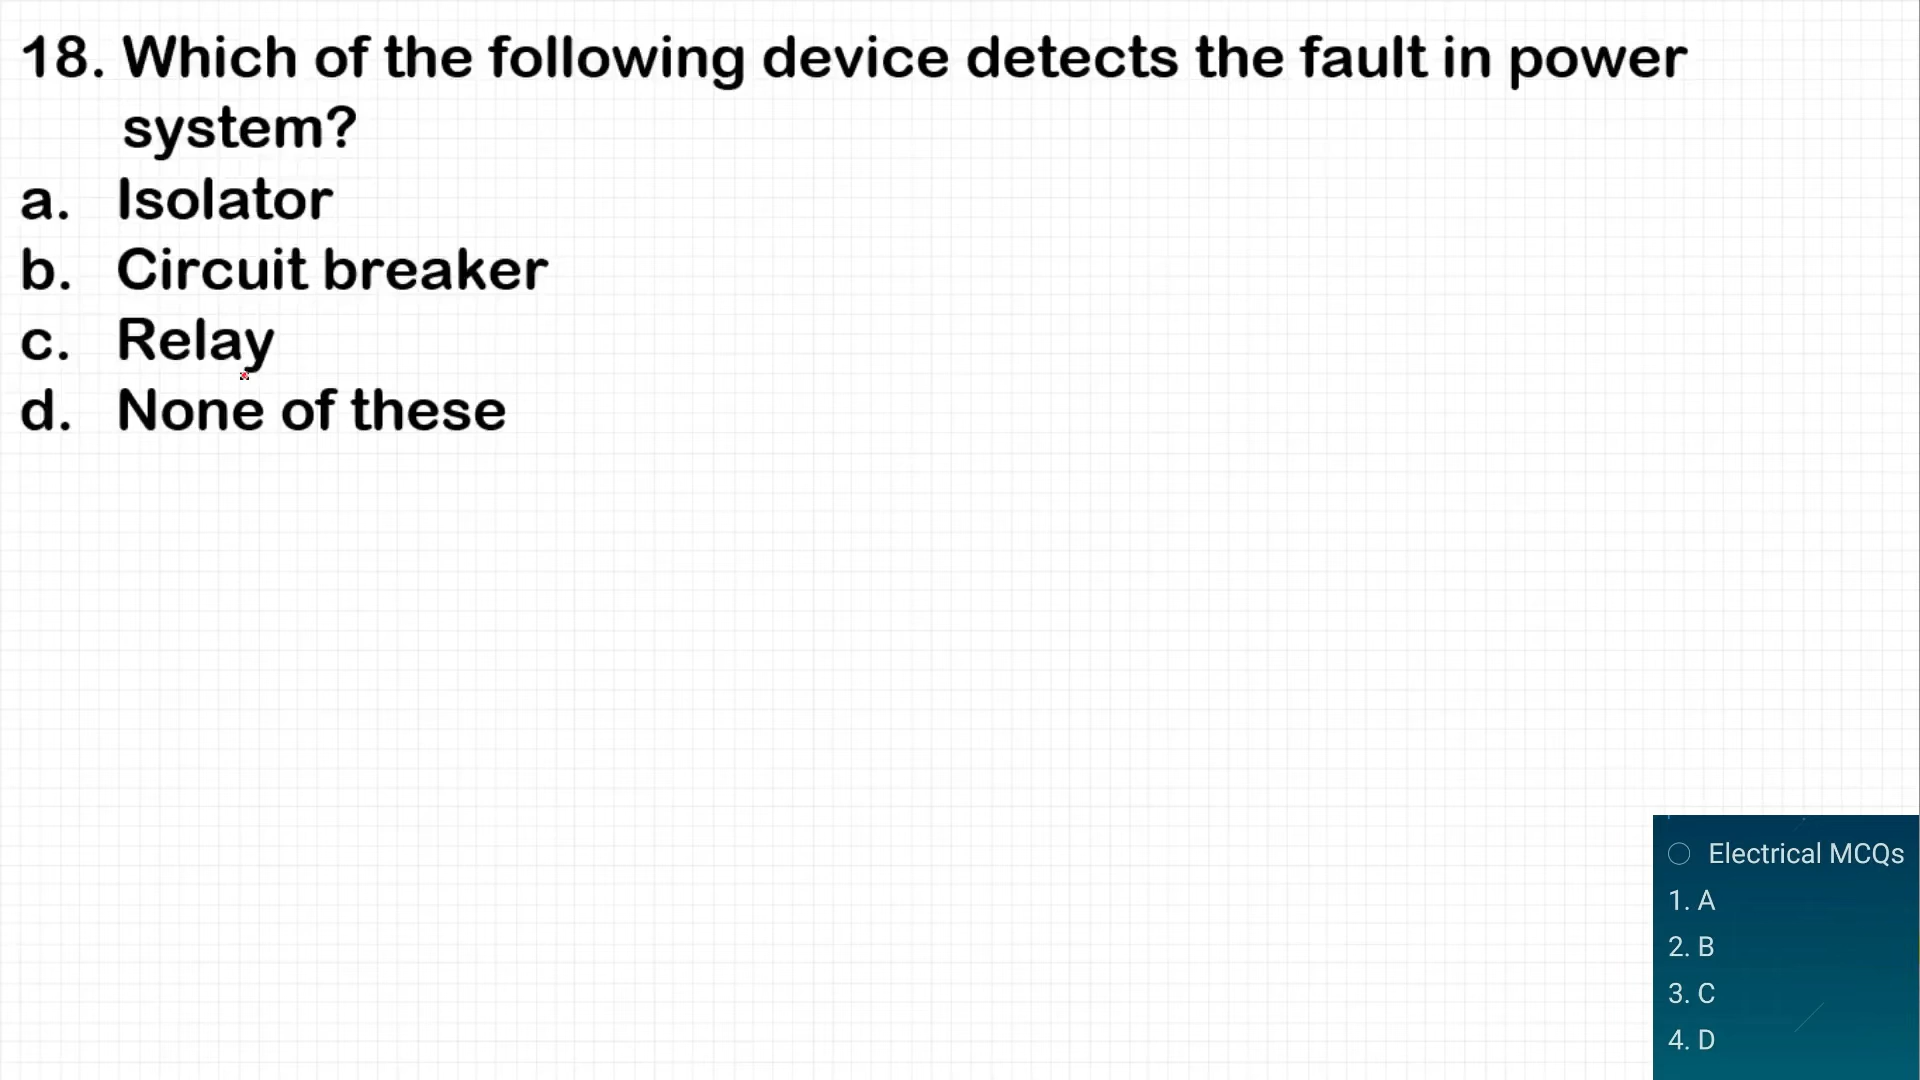 18. Which of the following device detects the fault in power
system?
a. Isolator
b. Circuit breaker
c. Relay
d. None of these
Electrical MCQs
1. A
2. B
3. C
4. D